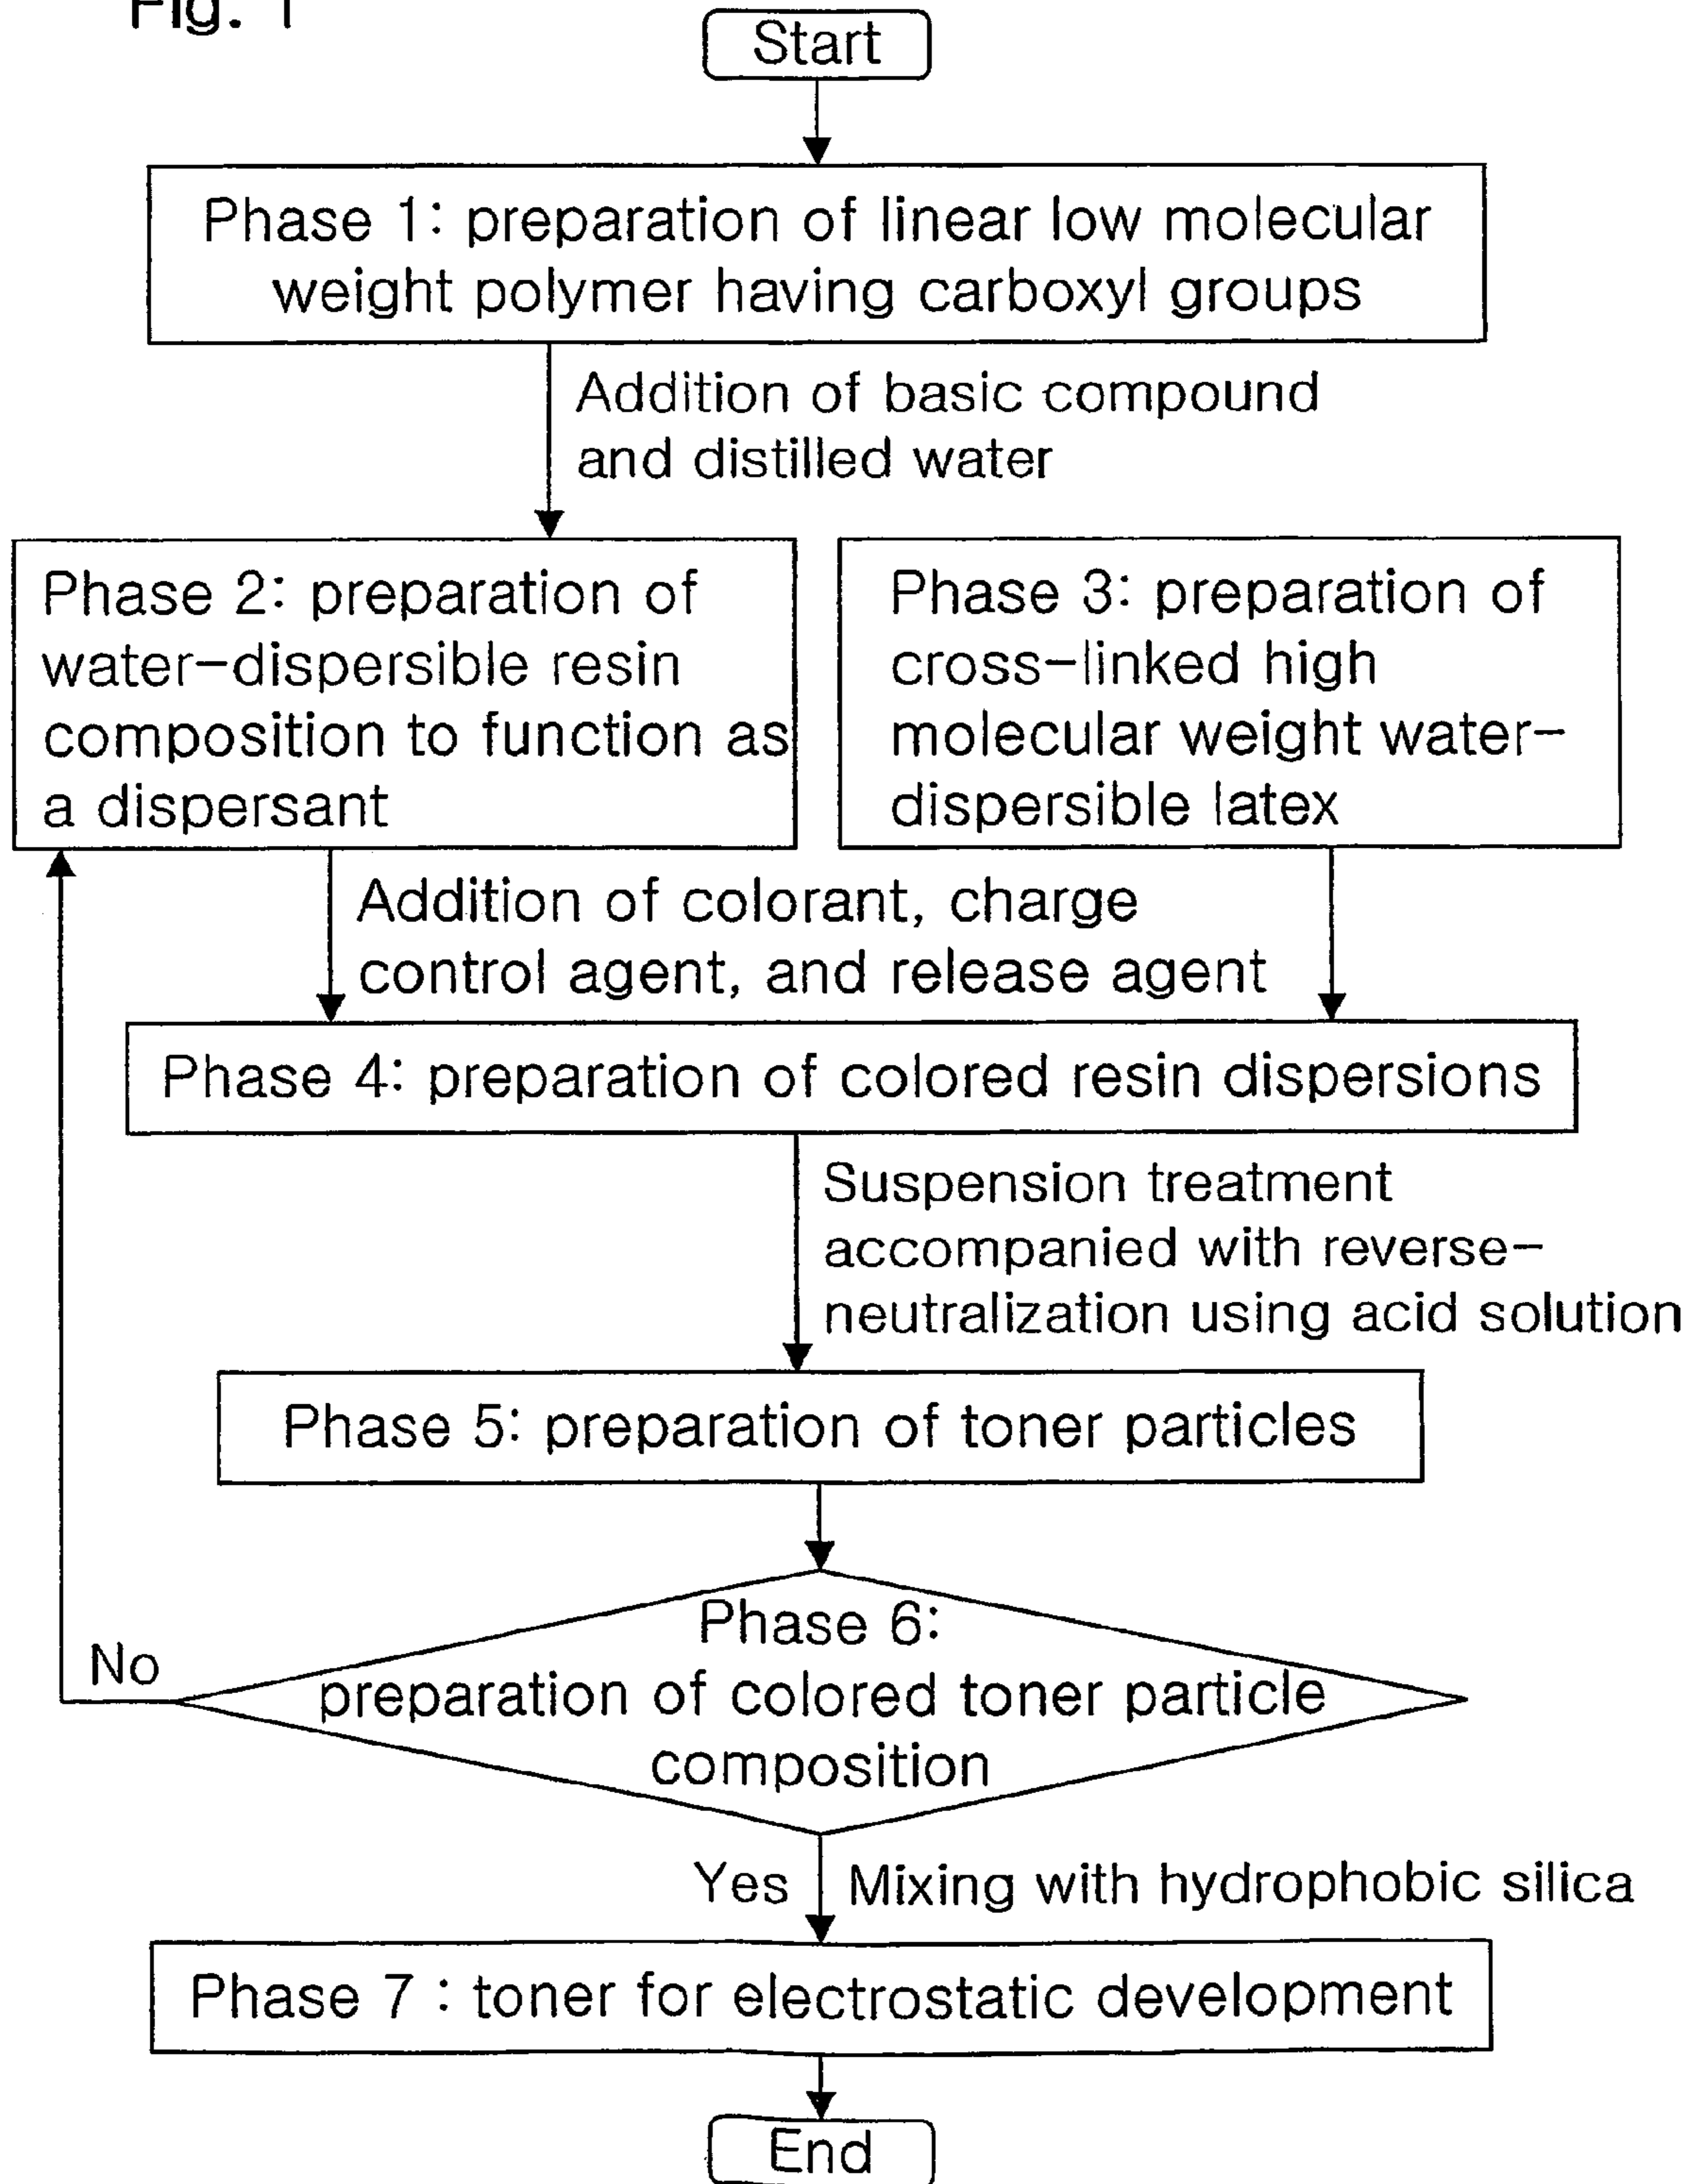 Fig. 1
Start
Phase 1: preparation of linear low molecular
weight polymer having carboxyl groups
Addition of basic compound
and distilled water
Phase 2: preparation of
water-dispersible resin
composition to function as
a dispersant
Phase 3: preparation of
cross-linked high
molecular weight water-
dispersible latex
Addition of colorant, charge
control agent, and release agent
Phase 4: preparation of colored resin dispersions
Suspension treatment
accompanied with reverse-
neutralization using acid solution
Phase 5: preparation of toner particles
Phase 6:
preparation of colored toner particle
composition
No
Yes
Mixing with hydrophobic silica
Phase 7 : toner for electrostatic development
End